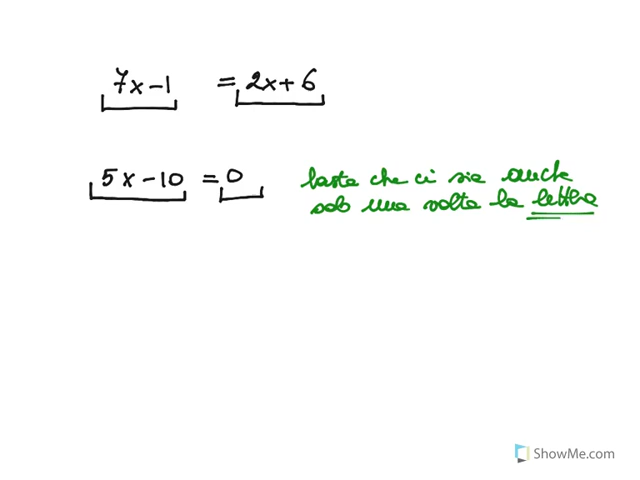 7x-1 = 2x+6
5x-10 = 0
basta che ci sia anche
solo una volta la lettera
ShowMe.com